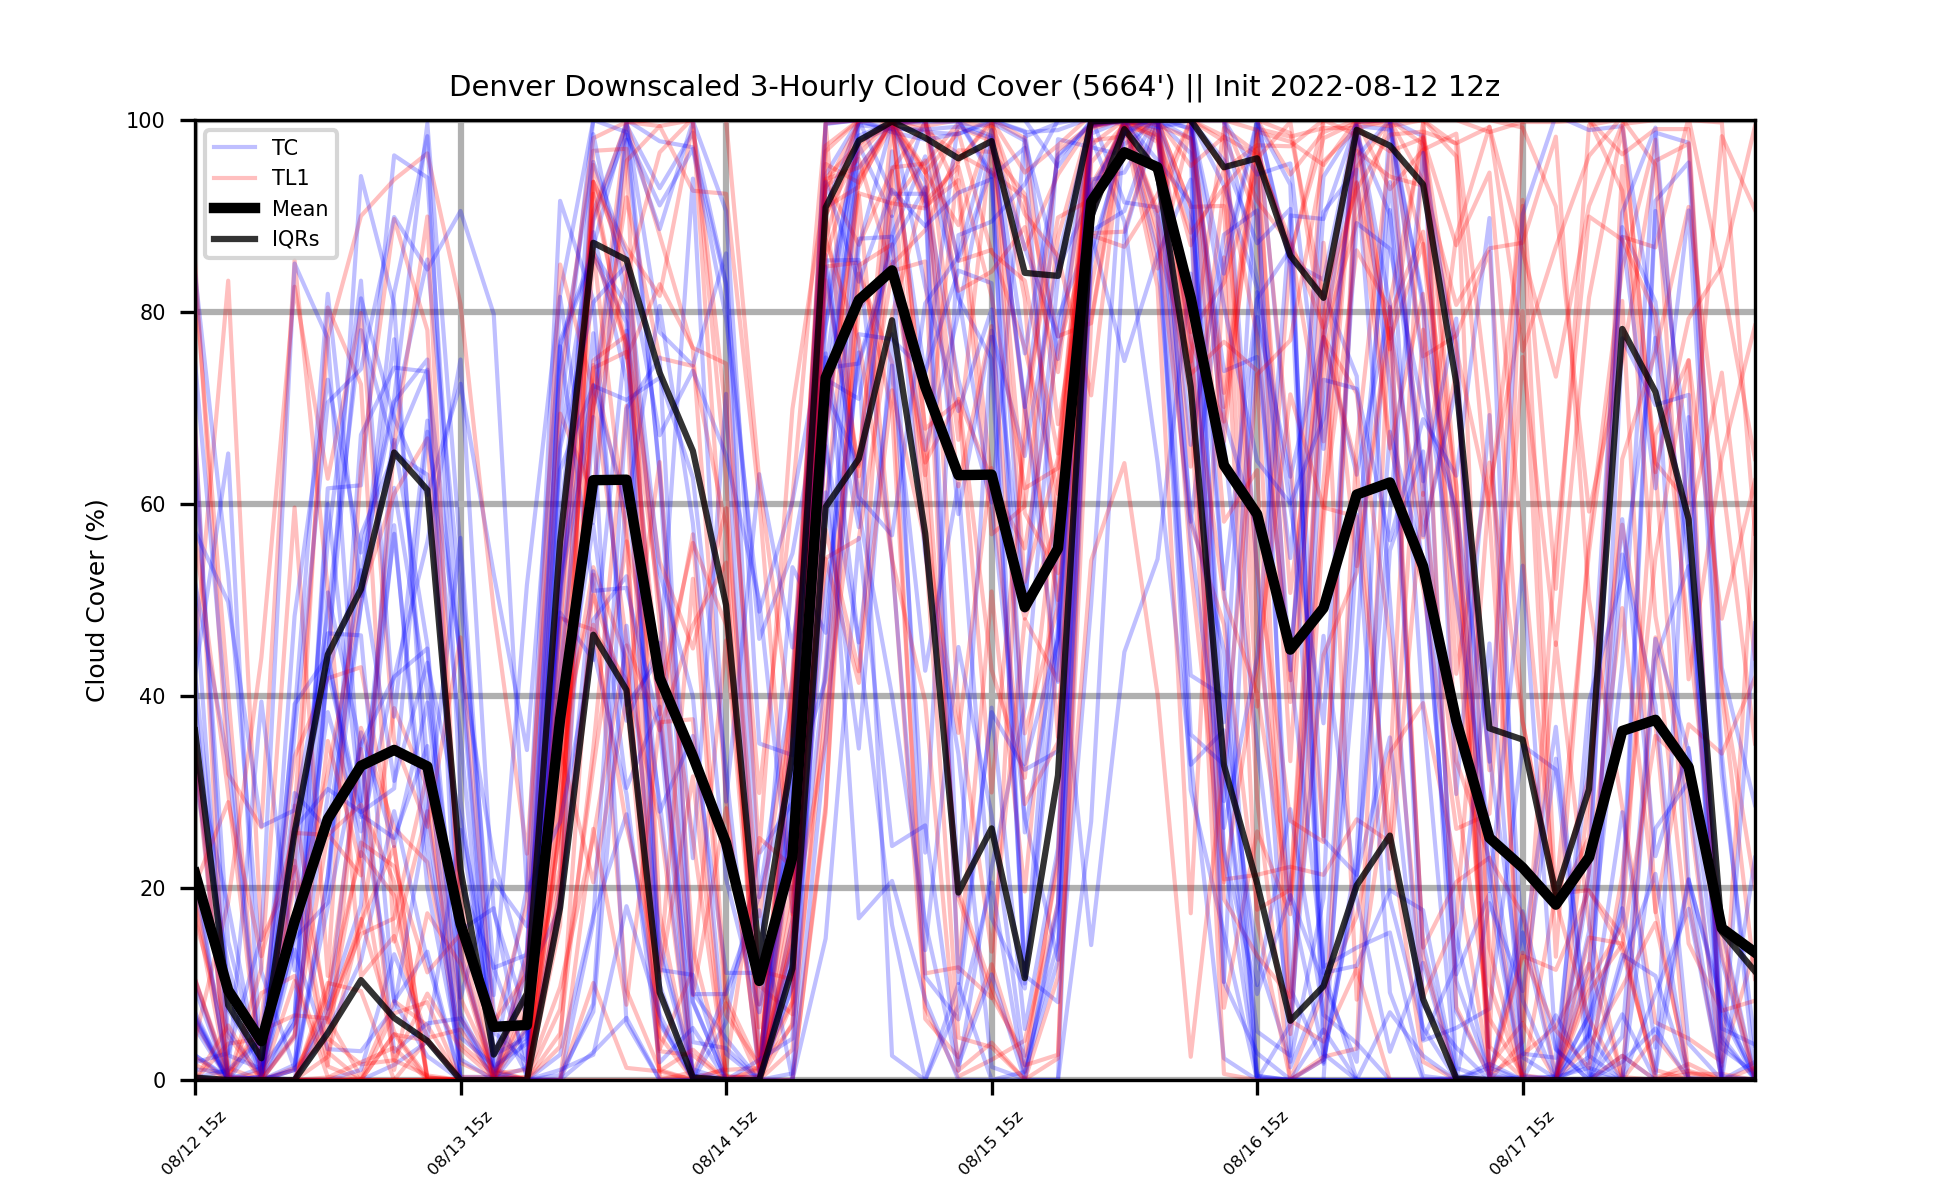 Denver Downscaled 3-Hourly Cloud Cover (5664') || Init 2022-08-12 12z
100
80
60
40
20
0
Cloud Cover (%)
TC
TL1
Mean
IQRs
08/12 15z
08/13 15z
08/14 15z
08/15 15z
08/16 15z
08/17 15z